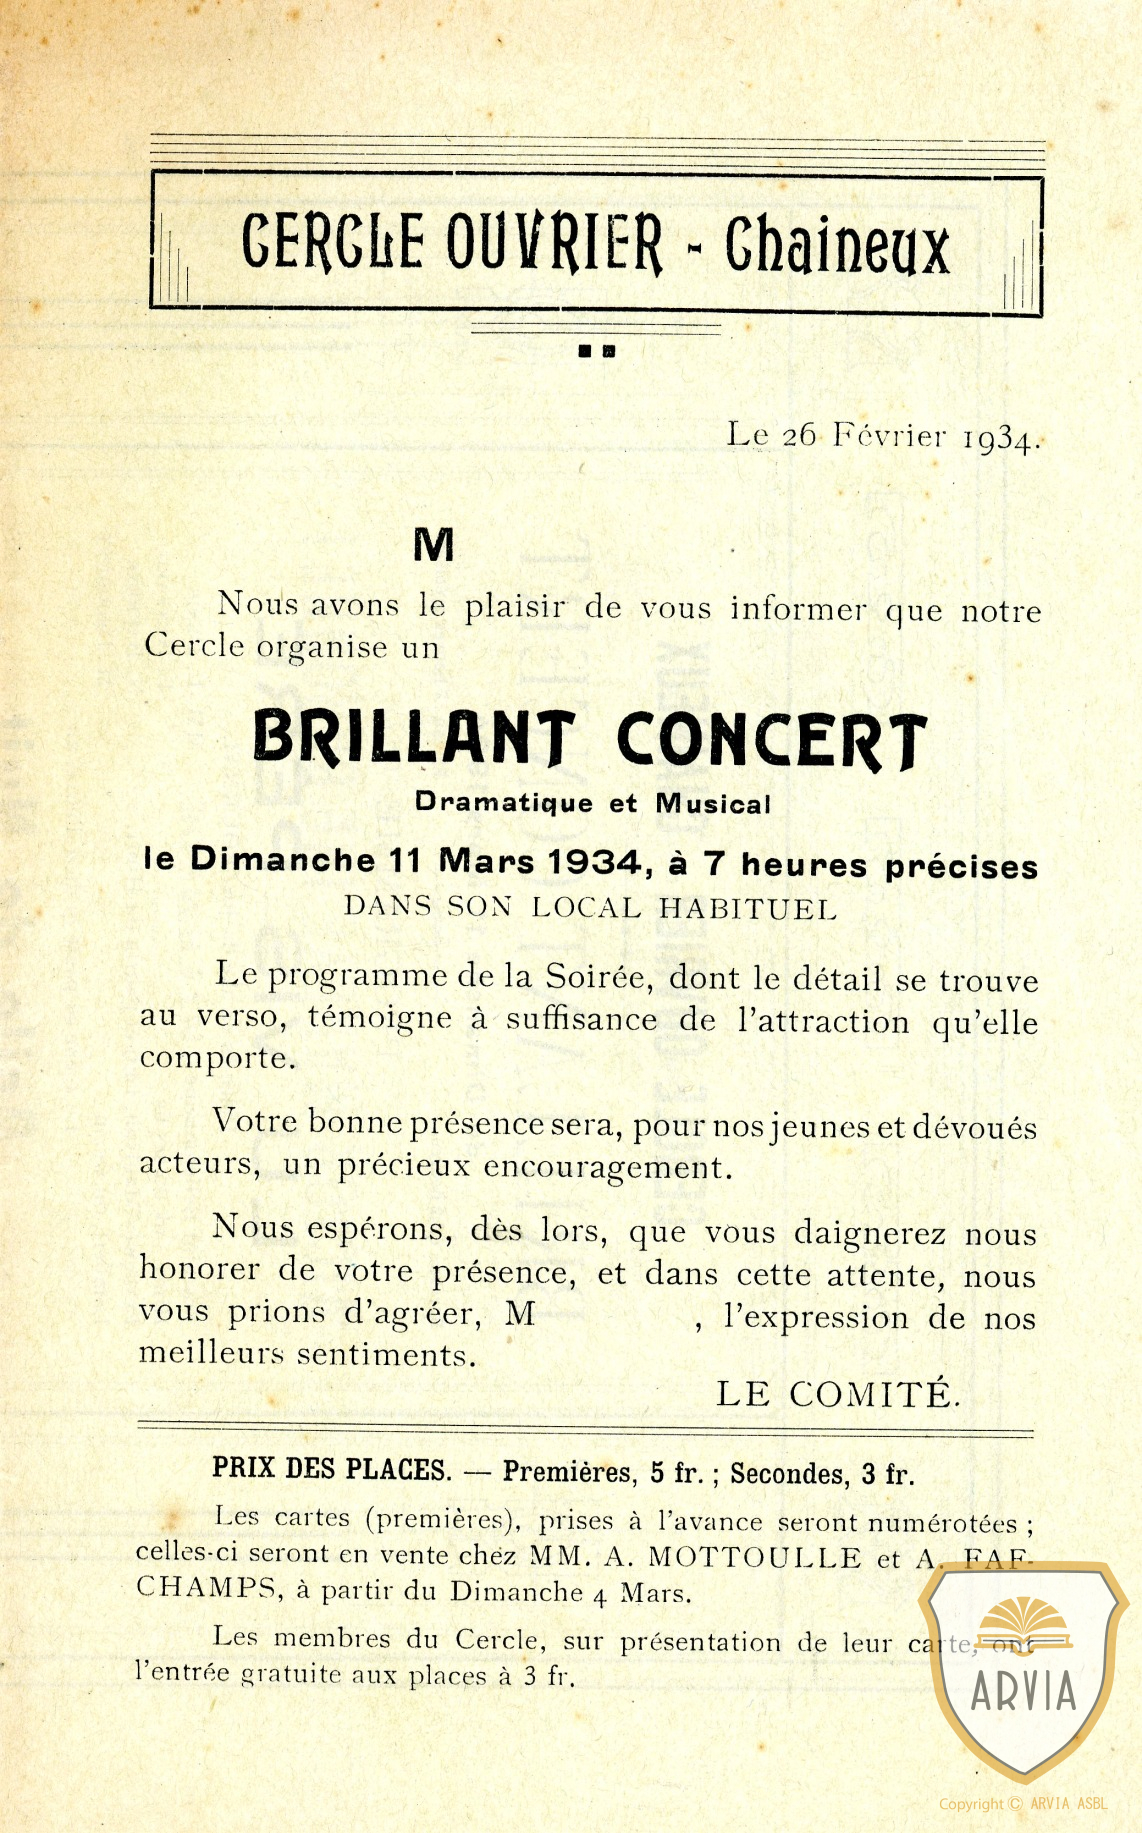 CERCLE OUVRIER - Chaineux
Le 26 Février 1934.
M
Nous avons le plaisir de vous informer que notre
Cercle organise un
BRILLANT CONCERT
Dramatique et Musical
le Dimanche 11 Mars 1934, à 7 heures précises
DANS SON LOCAL HABITUEL
Le programme de la Soirée, dont le détail se trouve
au verso, témoigne à suffisance de l'attraction qu'elle
comporte.
Votre bonne présence sera, pour nos jeunes et dévoués
acteurs, un précieux encouragement.
Nous espérons, dès lors, que vous daignerez nous
honorer de votre présence, et dans cette attente, nous
vous prions d'agréer, M , l'expression de nos
meilleurs sentiments.
LE COMITÉ.
PRIX DES PLACES. — Premières, 5 fr. ; Secondes, 3 fr.
Les cartes (premières), prises à l'avance seront numérotées ;
celles-ci seront en vente chez MM. A. MOTTOULLE et A. FAF-
CHAMPS, à partir du Dimanche 4 Mars.
Les membres du Cercle, sur présentation de leur carte, ont
l'entrée gratuite aux places à 3 fr.
ARVIA
Copyright © ARVIA ASBL